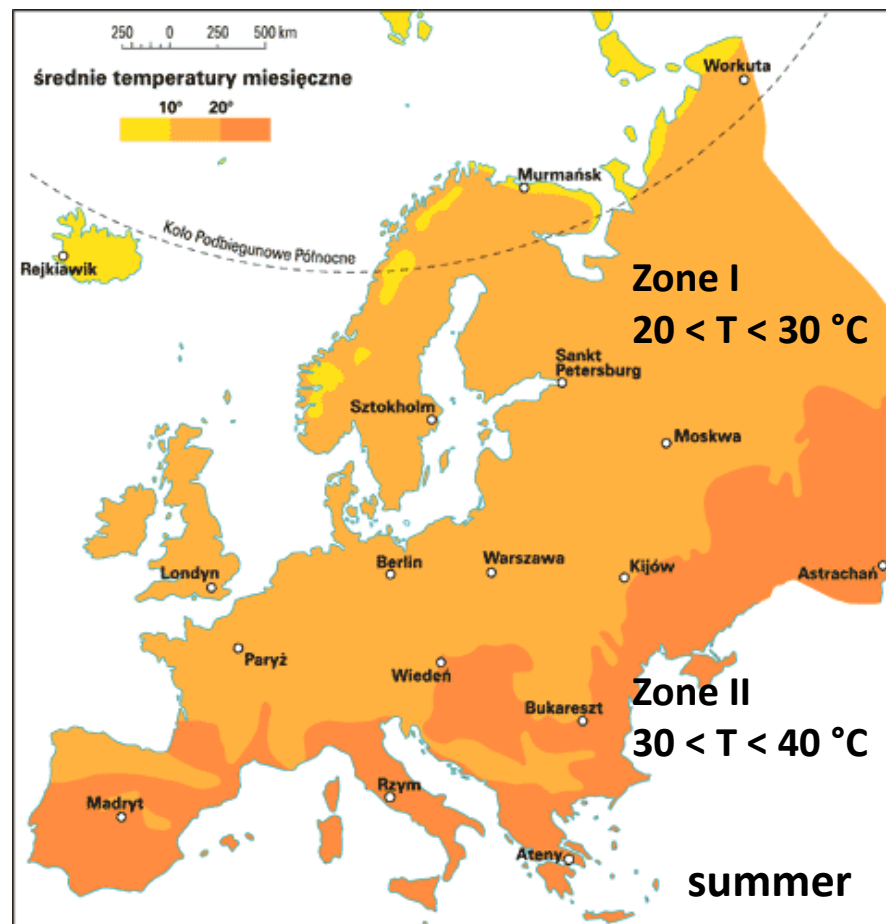 250 0 250 500 km
średnie temperatury miesięczne
10° 20°
Workuta
Murmańsk
Koło Podbiegunowe Północne
Rejkiawik
Zone I
20 < T < 30 °C
Sankt
Petersburg
Sztokholm
Moskwa
Berlin
Warszawa
Kijów
Astrachań
Londyn
Paryż
Wiedeń
Zone II
30 < T < 40 °C
Bukareszt
Madryt
Rzym
Ateny
summer